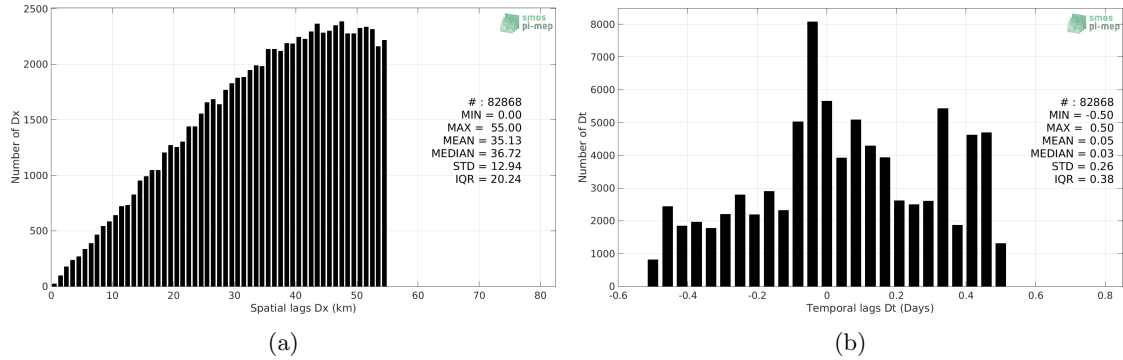 2500
2000
1500
1000
500
0
Number of Dx
0 10 20 30 40 50 60 70 80
Spatial lags Dx (km)
smos
pi-mep
# : 82868
MIN = 0.00
MAX = 55.00
MEAN = 35.13
MEDIAN = 36.72
STD = 12.94
IQR = 20.24
(a)
8000
7000
6000
5000
4000
3000
2000
1000
0
Number of Dt
-0.6 -0.4 -0.2 0 0.2 0.4 0.6 0.8
Temporal lags Dt (Days)
smos
pi-mep
# : 82868
MIN = -0.50
MAX = 0.50
MEAN = 0.05
MEDIAN = 0.03
STD = 0.26
IQR = 0.38
(b)